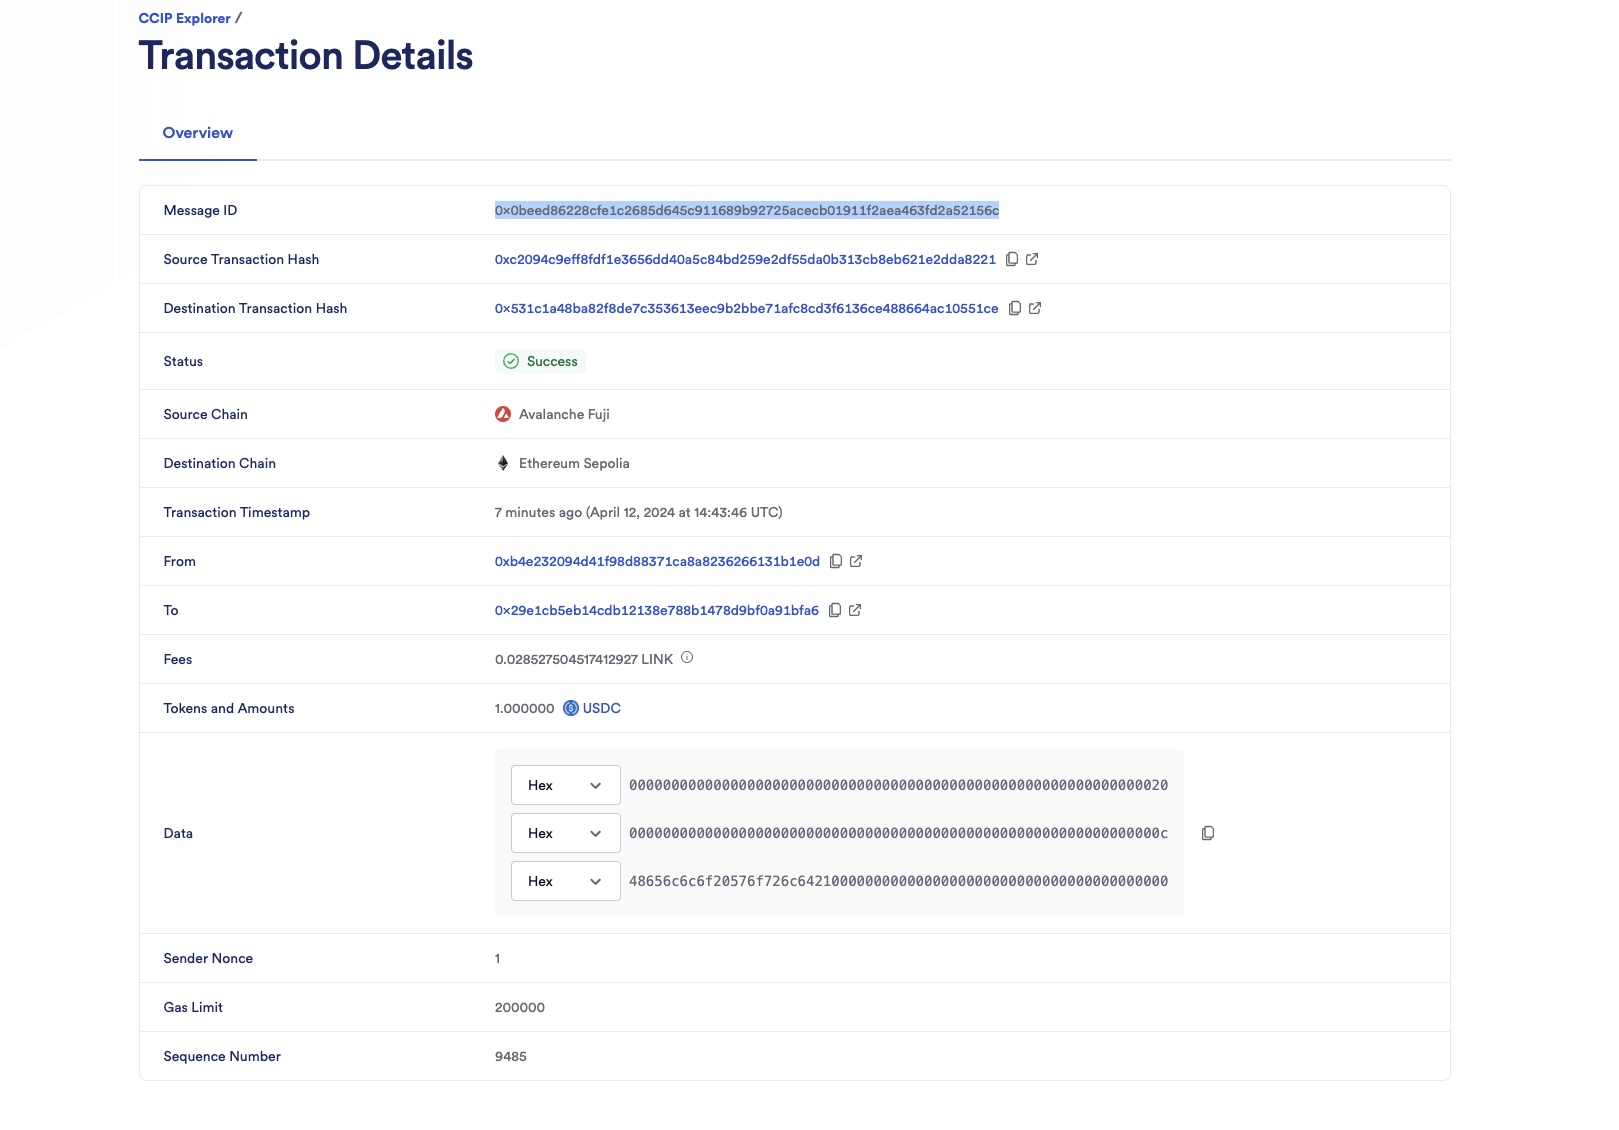 CCIP Explorer /
Transaction Details
Overview
Message ID 0x0beed86228cfe1c2685d645c911689b92725acecb01911f2aea463fd2a52156c
Source Transaction Hash 0xc2094c9eff8fdf1e3656dd40a5c84bd259e2df55da0b313cb8eb621e2dda8221
Destination Transaction Hash 0x531c1a48ba82f8de7c353613eec9b2bbe71afc8cd3f6136ce488664ac10551ce
Status Success
Source Chain Avalanche Fuji
Destination Chain Ethereum Sepolia
Transaction Timestamp 7 minutes ago (April 12, 2024 at 14:43:46 UTC)
From 0xb4e232094d41f98d88371ca8a8236266131b1e0d
To 0x29e1cb5eb14cdb12138e788b1478d9bf0a91bfa6
Fees 0.028527504517412927 LINK
Tokens and Amounts 1.000000 USDC
Data
Hex 0000000000000000000000000000000000000000000000000000000000000020
Hex 000000000000000000000000000000000000000000000000000000000000000c
Hex 48656c6c6f20576f726c64210000000000000000000000000000000000000000
Sender Nonce 1
Gas Limit 200000
Sequence Number 9485